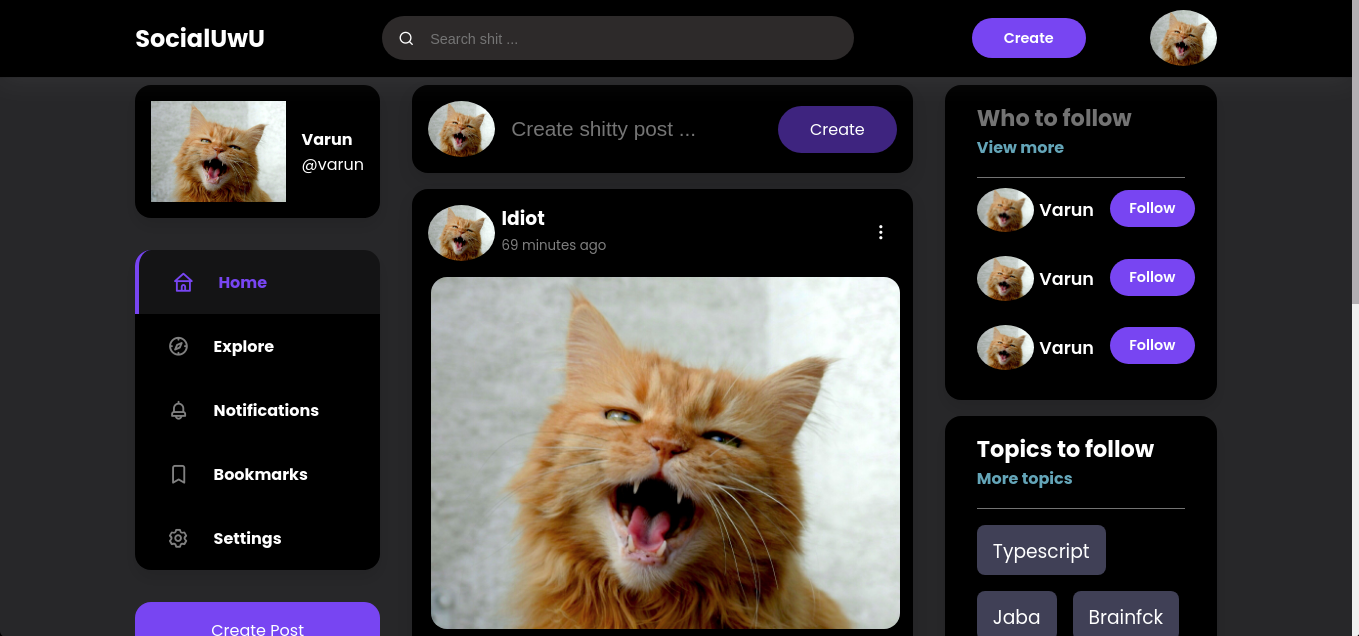 SocialUwU
Search shit ...
Create
Varun
@varun
Home
Explore
Notifications
Bookmarks
Settings
Create Post
Create shitty post ...
Create
Idiot
69 minutes ago
Who to follow
View more
Varun
Follow
Varun
Follow
Varun
Follow
Topics to follow
More topics
Typescript
Jaba
Brainfck